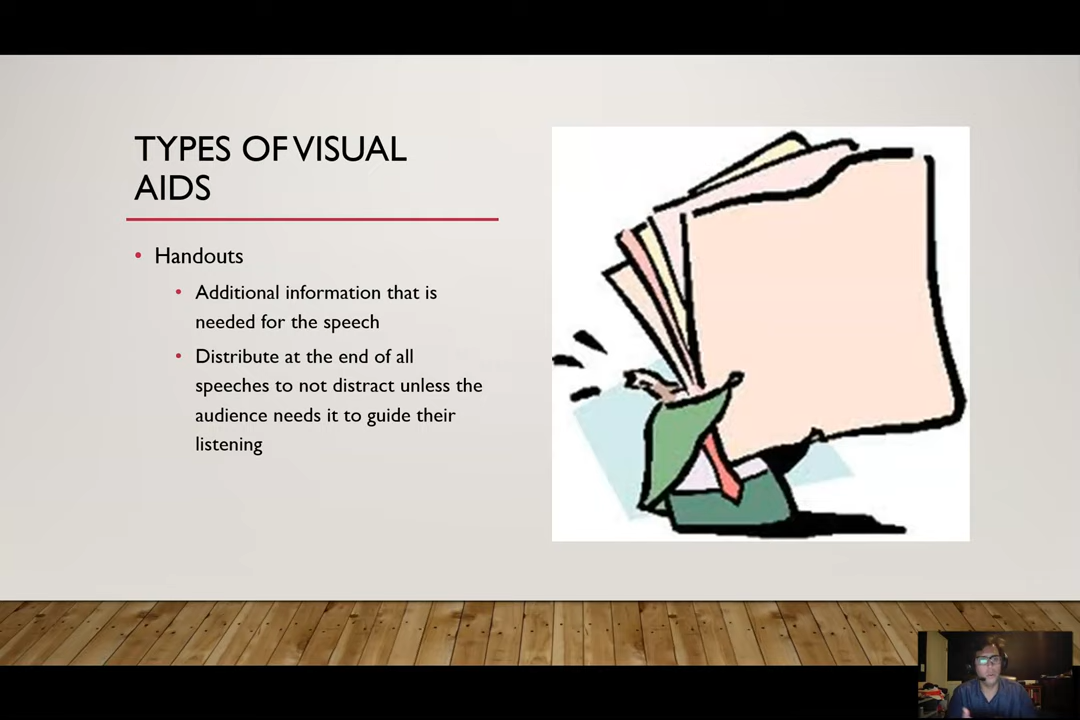 TYPES OF VISUAL
AIDS
• Handouts
• Additional information that is
needed for the speech
• Distribute at the end of all
speeches to not distract unless the
audience needs it to guide their
listening